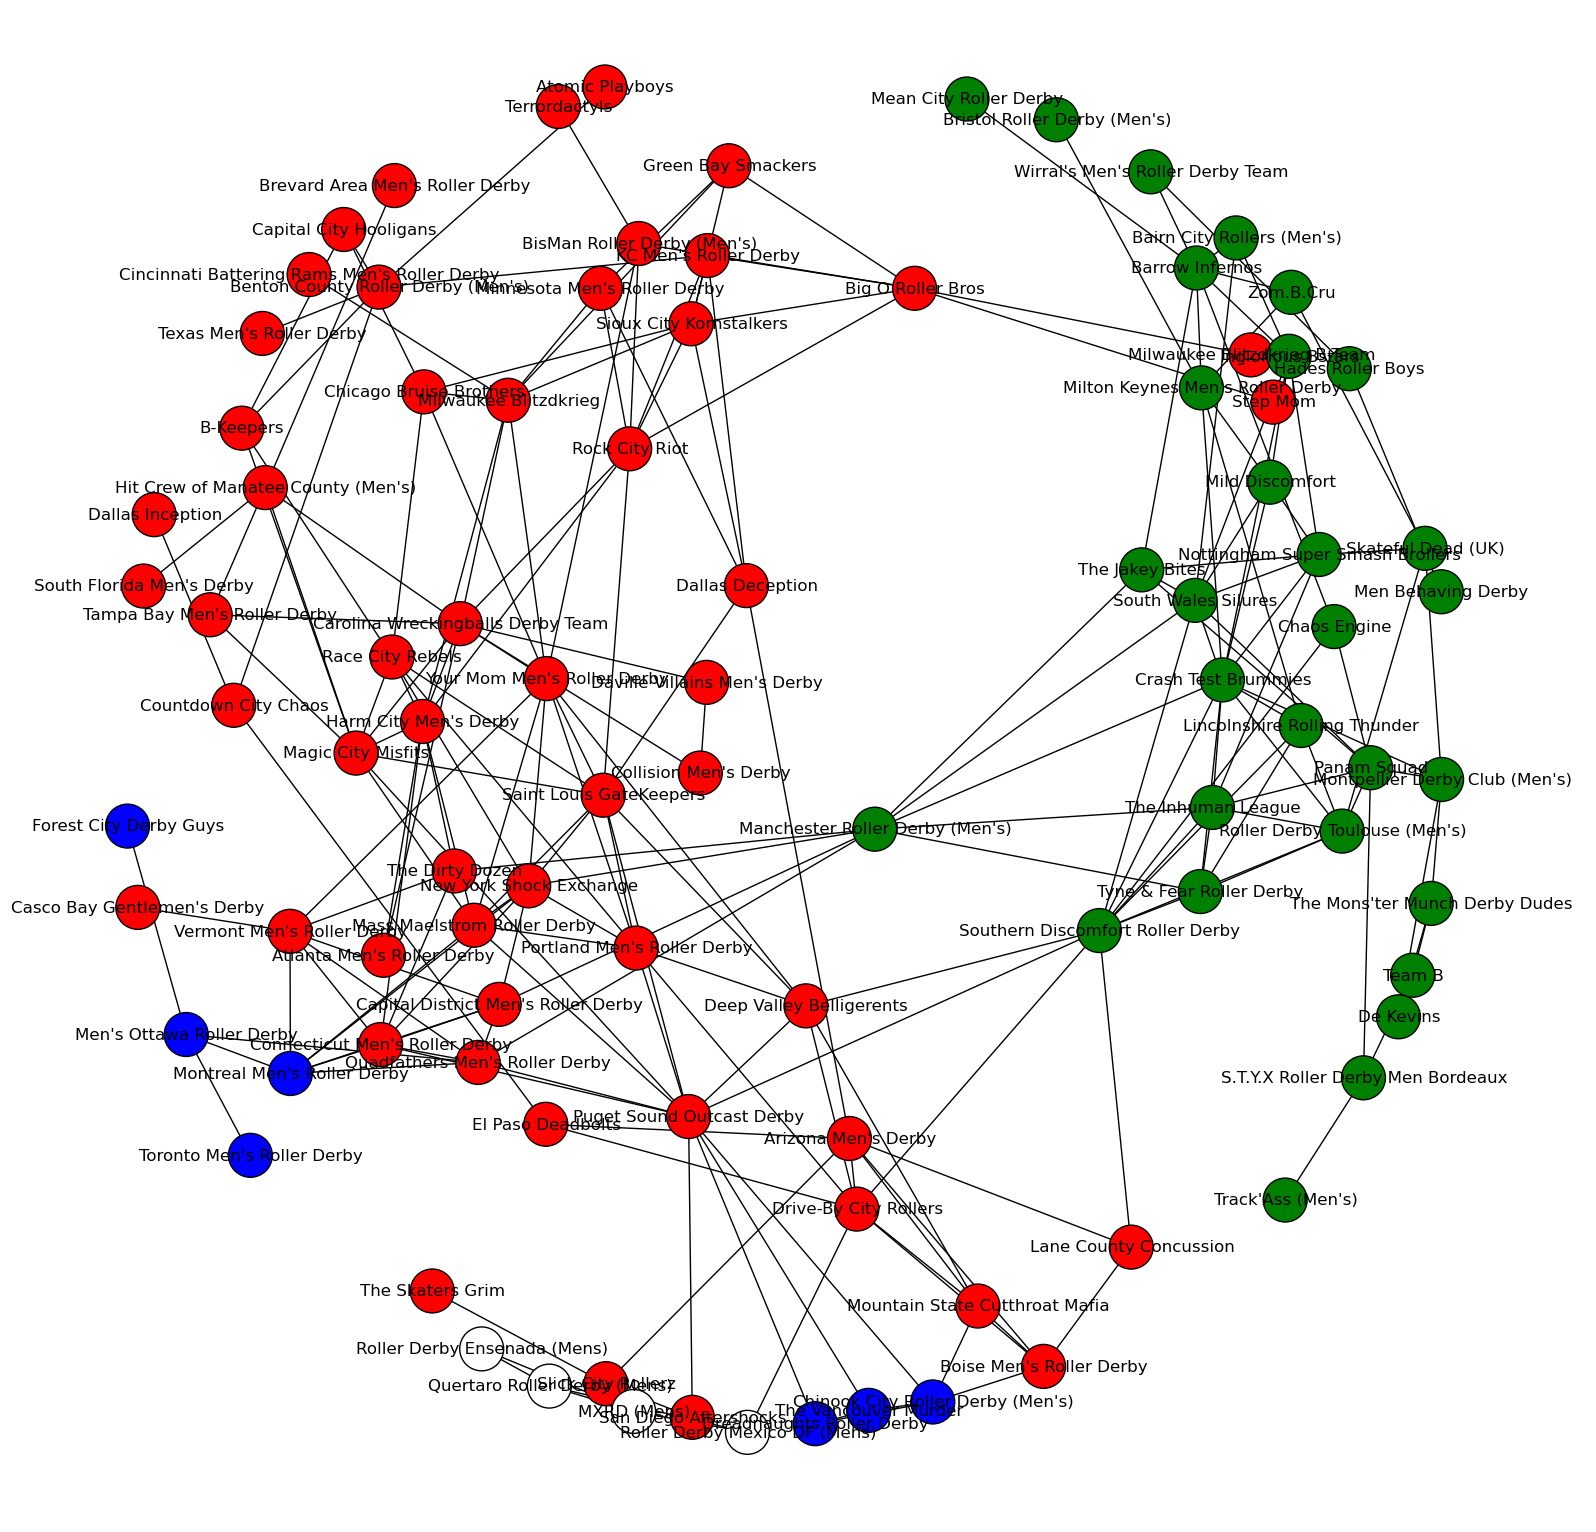 Atomic Playboys
Terrordactyls
Mean City Roller Derby
Bristol Roller Derby (Men's)
Green Bay Smackers
Wirral's Men's Roller Derby Team
Brevard Area Men's Roller Derby
Capital City Hooligans
Bairn City Rollers (Men's)
BisMan Roller Derby (Men's)
KC Men's Roller Derby
Barrow Infernos
Cincinnati Battering Rams Men's Roller Derby
Benton County Roller Derby (Men's)
Minnesota Men's Roller Derby
Big O Roller Bros
Zom.B.Cru
Sioux City Kornstalkers
Texas Men's Roller Derby
Milwaukee Blitzdkrieg B Team
Inglorious B
Hades Roller Boys
Milton Keynes Men's Roller Derby
Chicago Bruise Brothers
Milwaukee Blitzdkrieg
Step Mom
B-Keepers
Rock City Riot
Hit Crew of Manatee County (Men's)
Mild Discomfort
Dallas Inception
Nottingham Super Smash Brollers
Skateful Dead (UK)
The Jakey Bites
South Florida Men's Derby
Dallas Deception
Men Behaving Derby
South Wales Silures
Tampa Bay Men's Roller Derby
Carolina Wreckingballs Derby Team
Chaos Engine
Race City Rebels
Your Mom Men's Roller Derby
Daville Villains Men's Derby
Crash Test Brummies
Countdown City Chaos
Harm City Men's Derby
Lincolnshire Rolling Thunder
Magic City Misfits
Collision Men's Derby
Panam Squad
Montpellier Derby Club (Men's)
Saint Louis GateKeepers
The Inhuman League
Forest City Derby Guys
Manchester Roller Derby (Men's)
Roller Derby Toulouse (Men's)
The Dirty Dozen
New York Shock Exchange
Tyne & Fear Roller Derby
Casco Bay Gentlemen's Derby
The Mons'ter Munch Derby Dudes
Vermont Men's Roller Derby
Mass Maelstrom Roller Derby
Southern Discomfort Roller Derby
Portland Men's Roller Derby
Atlanta Men's Roller Derby
Team B
Capital District Men's Roller Derby
Deep Valley Belligerents
De Kevins
Men's Ottawa Roller Derby
Connecticut Men's Roller Derby
Quadfathers Men's Roller Derby
Montreal Men's Roller Derby
S.T.Y.X Roller Derby Men Bordeaux
Puget Sound Outcast Derby
El Paso Deadbolts
Arizona Men's Derby
Toronto Men's Roller Derby
Track'Ass (Men's)
Drive-By City Rollers
Lane County Concussion
The Skaters Grim
Mountain State Cutthroat Mafia
Roller Derby Ensenada (Mens)
Boise Men's Roller Derby
Slick City Rollerz
Quertaro Roller Derby (Mens)
Chinook City Roller Derby (Men's)
MXRD (Mens)
The Vancouver Murder
San Diego Aftershocks
Dreadnaughts Roller Derby
Roller Derby Mexico DF (Mens)